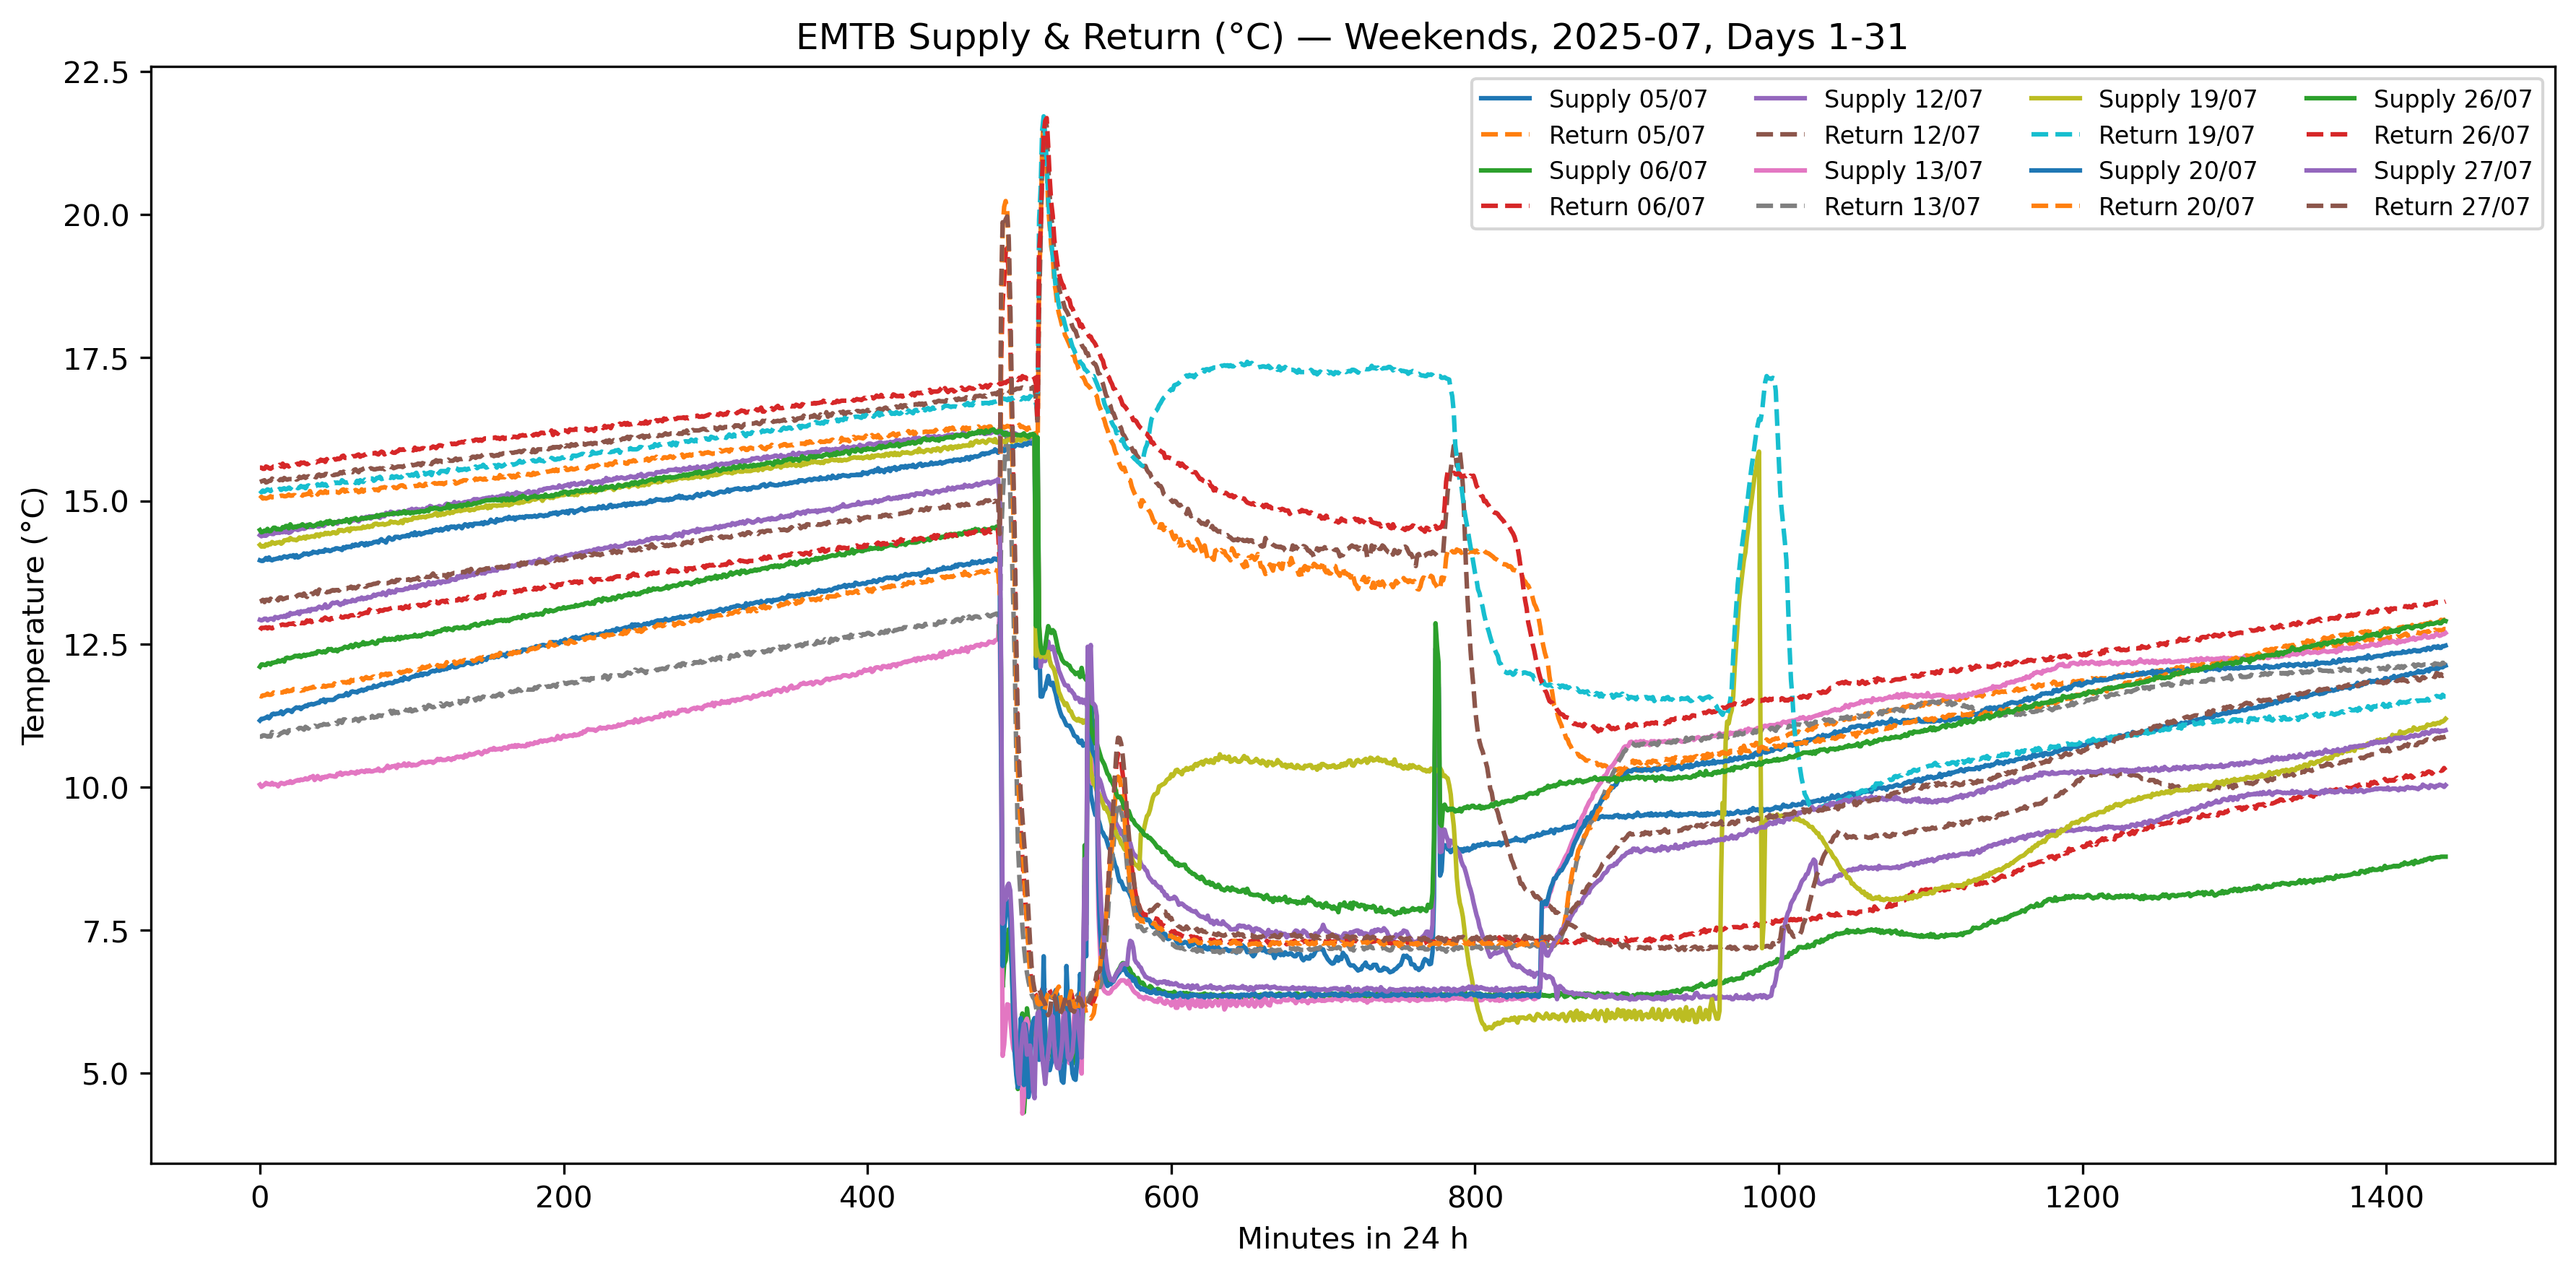 EMTB Supply & Return (°C) — Weekends, 2025-07, Days 1-31
Temperature (°C)
22.5
20.0
17.5
15.0
12.5
10.0
7.5
5.0
Supply 05/07
Return 05/07
Supply 06/07
Return 06/07
Supply 12/07
Return 12/07
Supply 13/07
Return 13/07
Supply 19/07
Return 19/07
Supply 20/07
Return 20/07
Supply 26/07
Return 26/07
Supply 27/07
Return 27/07
0 200 400 600 800 1000 1200 1400
Minutes in 24 h